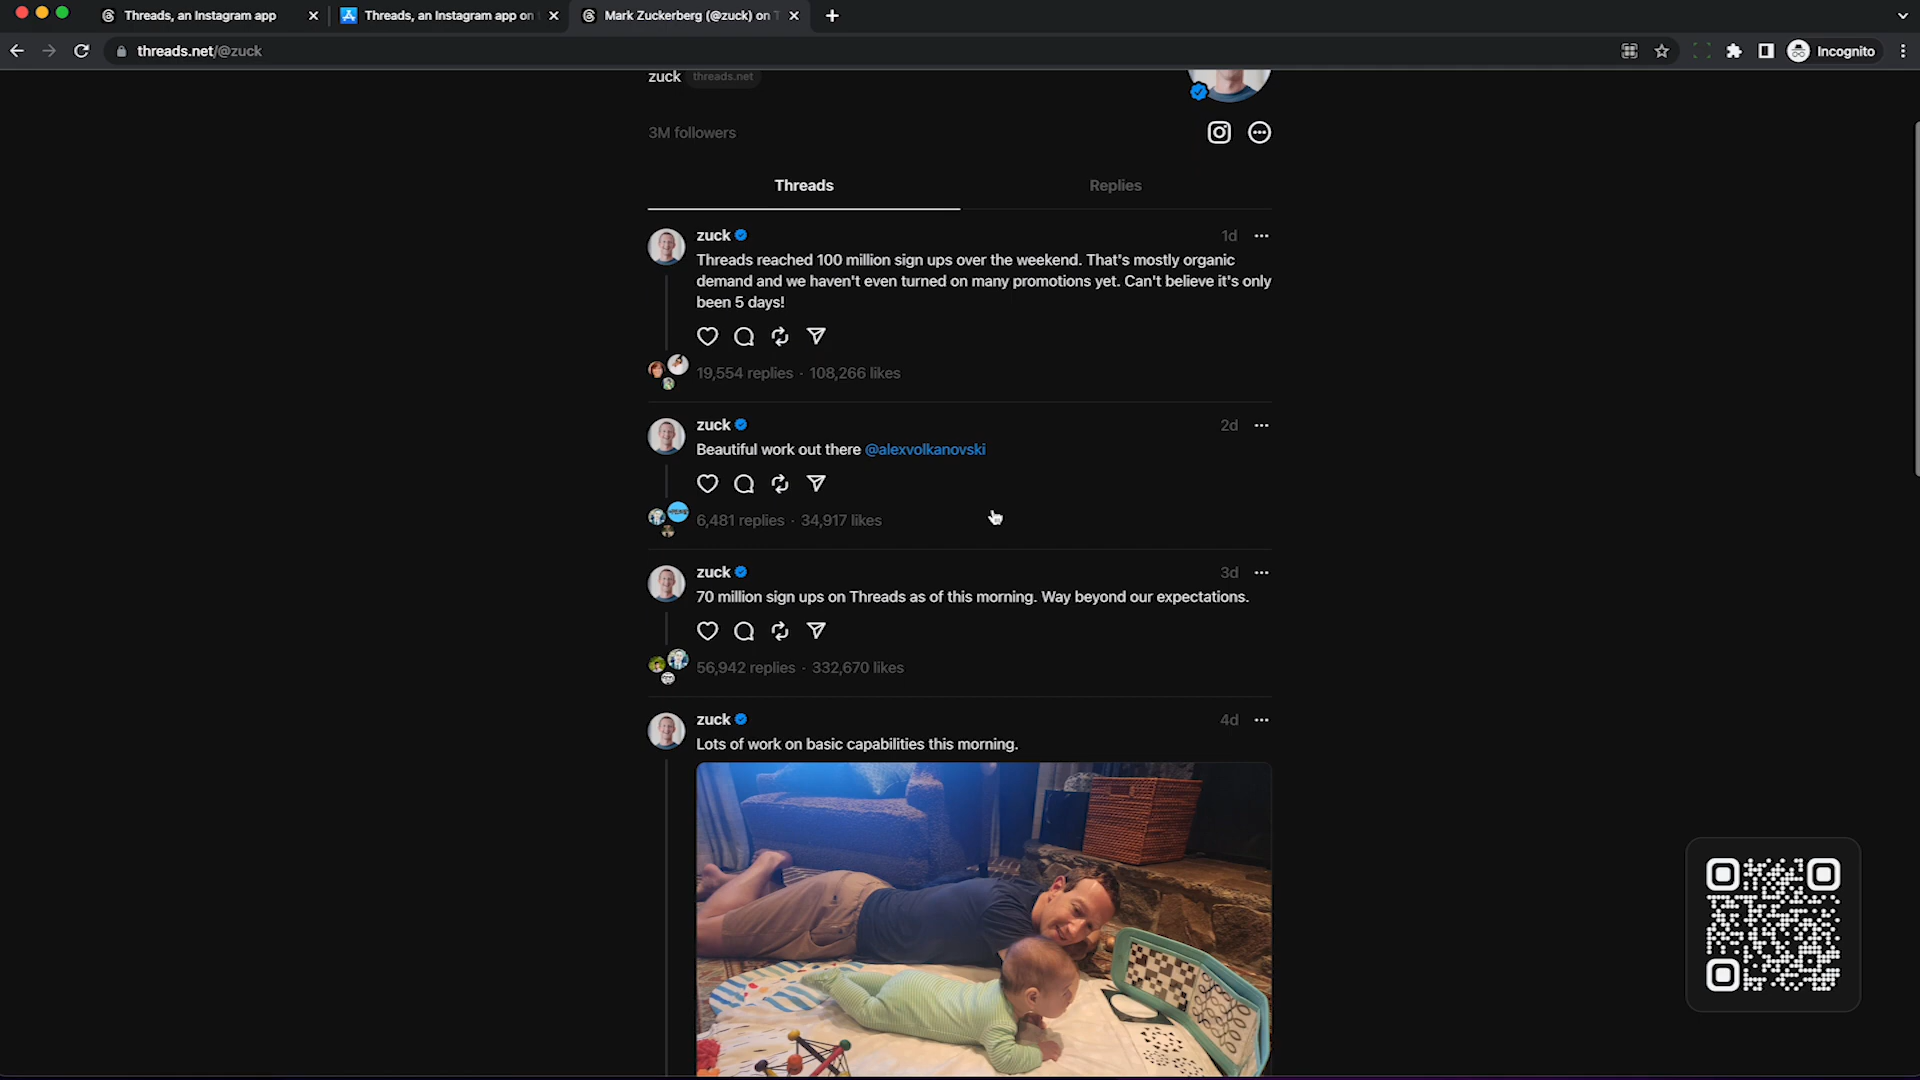 Threads, an Instagram app
Threads, an Instagram app on
Mark Zuckerberg (@zuck) on T
threads.net/@zuck
Incognito
zuck threads.net
3M followers
Threads Replies
zuck 1d
Threads reached 100 million sign ups over the weekend. That's mostly organic
demand and we haven't even turned on many promotions yet. Can't believe it's only
been 5 days!
19,554 replies · 108,266 likes
zuck 2d
Beautiful work out there @alexvolkanovski
6,481 replies · 34,917 likes
zuck 3d
70 million sign ups on Threads as of this morning. Way beyond our expectations.
56,942 replies · 332,670 likes
zuck 4d
Lots of work on basic capabilities this morning.